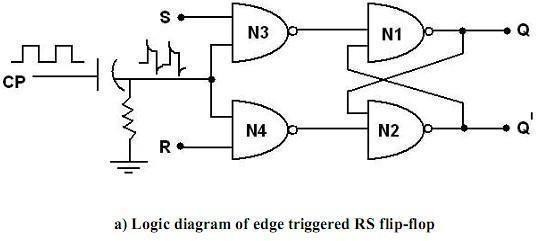 S
N3
N1
Q
CP
N4
N2
Q'
R
a) Logic diagram of edge triggered RS flip-flop